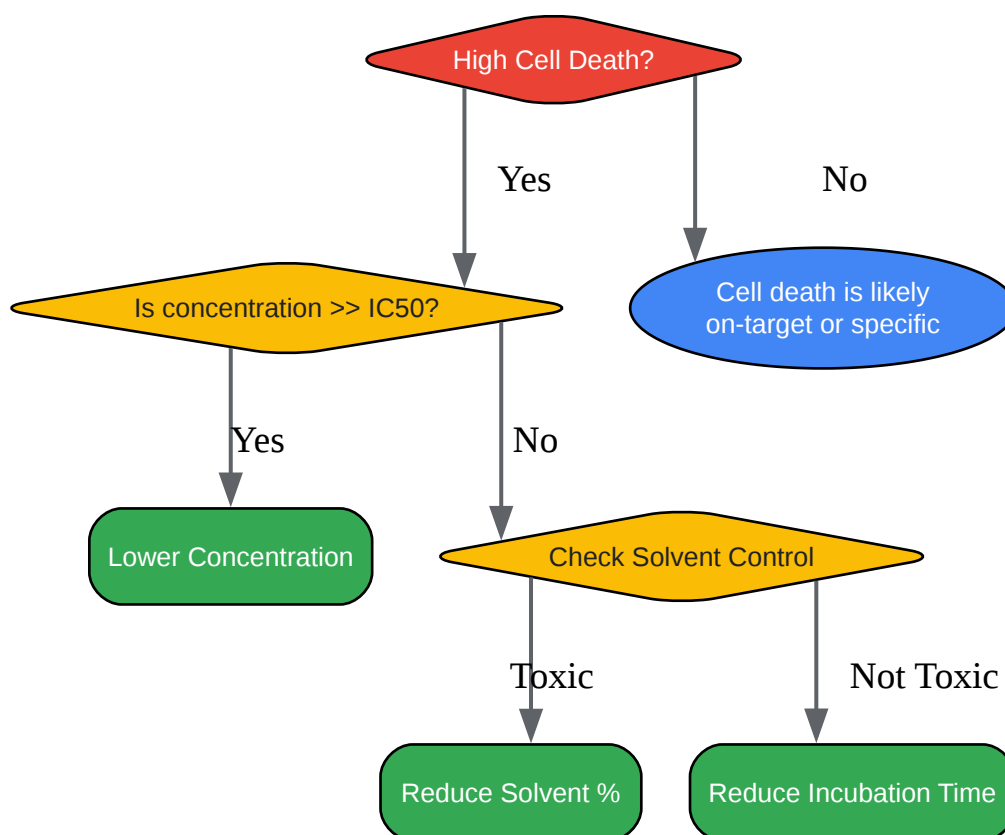 High Cell Death?
Yes
No
Is concentration >> IC50?
Cell death is likely
on-target or specific
Yes
No
Lower Concentration
Check Solvent Control
Toxic
Not Toxic
Reduce Solvent %
Reduce Incubation Time